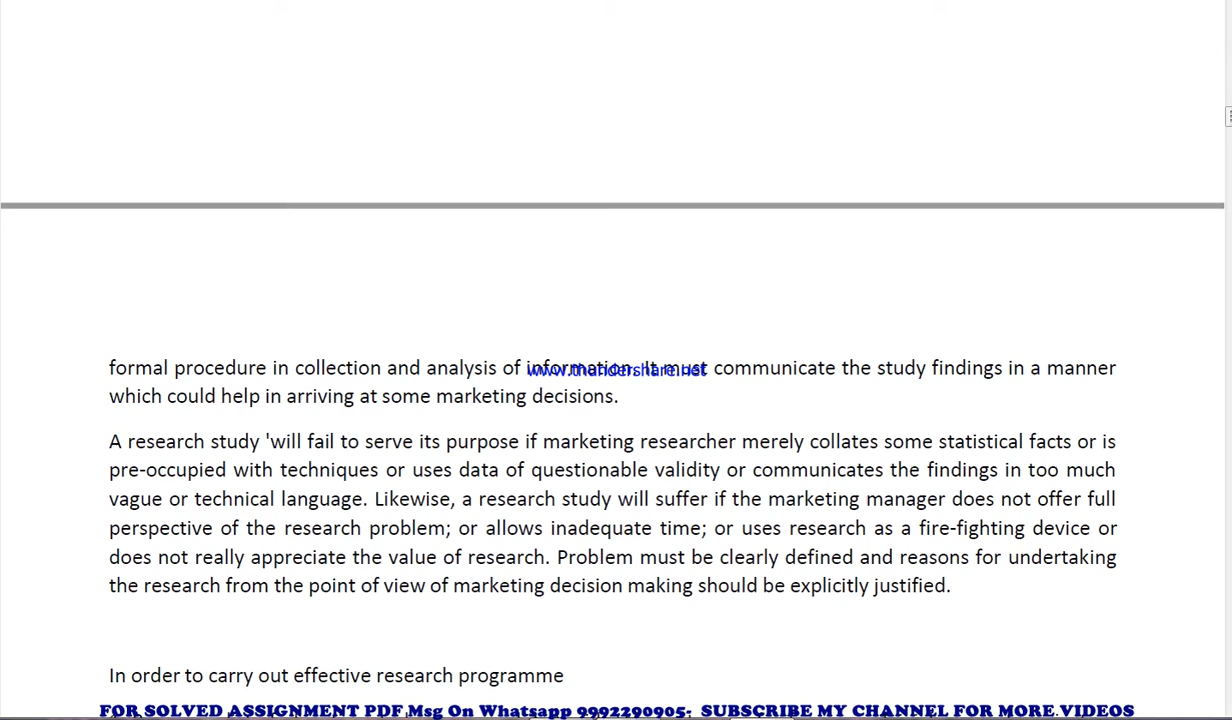 formal procedure in collection and analysis of information. It must communicate the study findings in a manner
www.thundershare.net
which could help in arriving at some marketing decisions.
A research study 'will fail to serve its purpose if marketing researcher merely collates some statistical facts or is
pre-occupied with techniques or uses data of questionable validity or communicates the findings in too much
vague or technical language. Likewise, a research study will suffer if the marketing manager does not offer full
perspective of the research problem; or allows inadequate time; or uses research as a fire-fighting device or
does not really appreciate the value of research. Problem must be clearly defined and reasons for undertaking
the research from the point of view of marketing decision making should be explicitly justified.
In order to carry out effective research programme
FOR SOLVED ASSIGNMENT PDF Msg On Whatsapp 9992290905- SUBSCRIBE MY CHANNEL FOR MORE VIDEOS